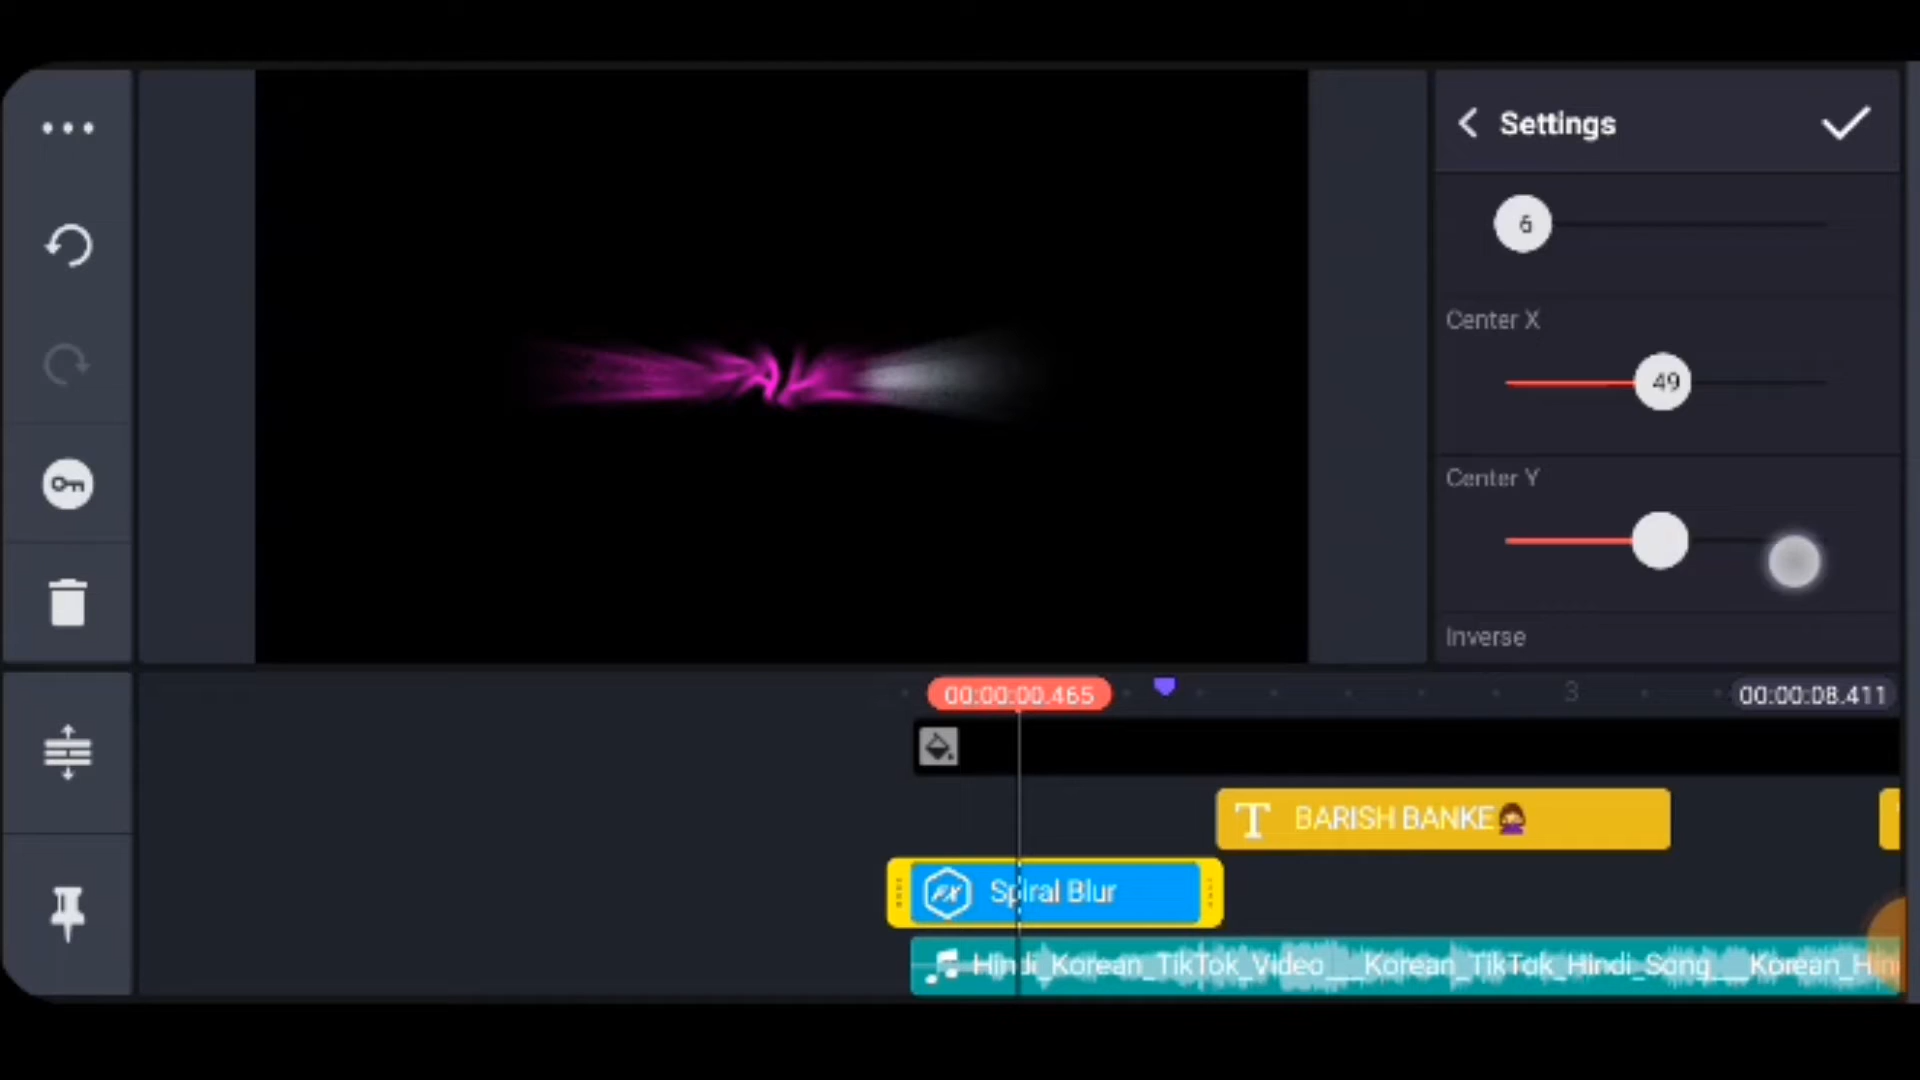 Settings
6
Center X
49
Center Y
Inverse
00:00:00.465
3
00:00:08.411
T BARISH BANKE🙅
FX Spiral Blur
Hindi_Korean_TikTok_Video__Korean_TikTok_Hindi_Song__Korean_Hin